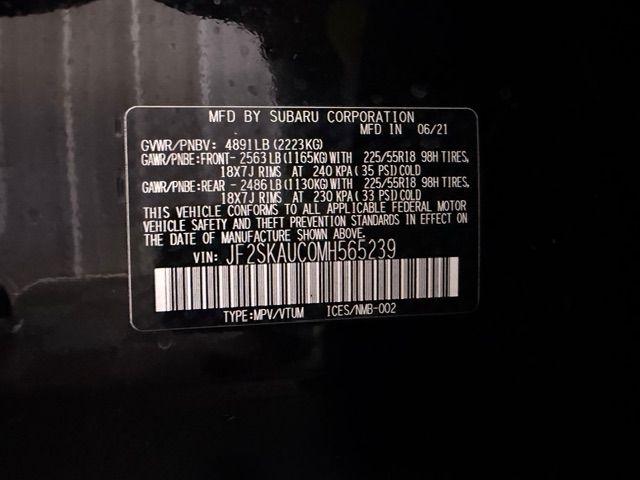 MFD BY SUBARU CORPORATION
MFD IN 06/21
GVWR/PNBV: 4891LB(2223KG)
GAWR/PNBE:FRONT- 2563LB(1165KG)WITH 225/55R18 98H TIRES,
18X7J RIMS AT 240 KPA(35 PSI)COLD
GAWR/PNBE:REAR - 2486LB(1130KG)WITH 225/55R18 98H TIRES,
18X7J RIMS AT 230 KPA(33 PSI)COLD
THIS VEHICLE CONFORMS TO ALL APPLICABLE FEDERAL MOTOR
VEHICLE SAFETY AND THEFT PREVENTION STANDARDS IN EFFECT ON
THE DATE OF MANUFACTURE SHOWN ABOVE.
VIN: JF2SKAUC0MH565239
TYPE:MPV/VTUM ICES/NMB-002